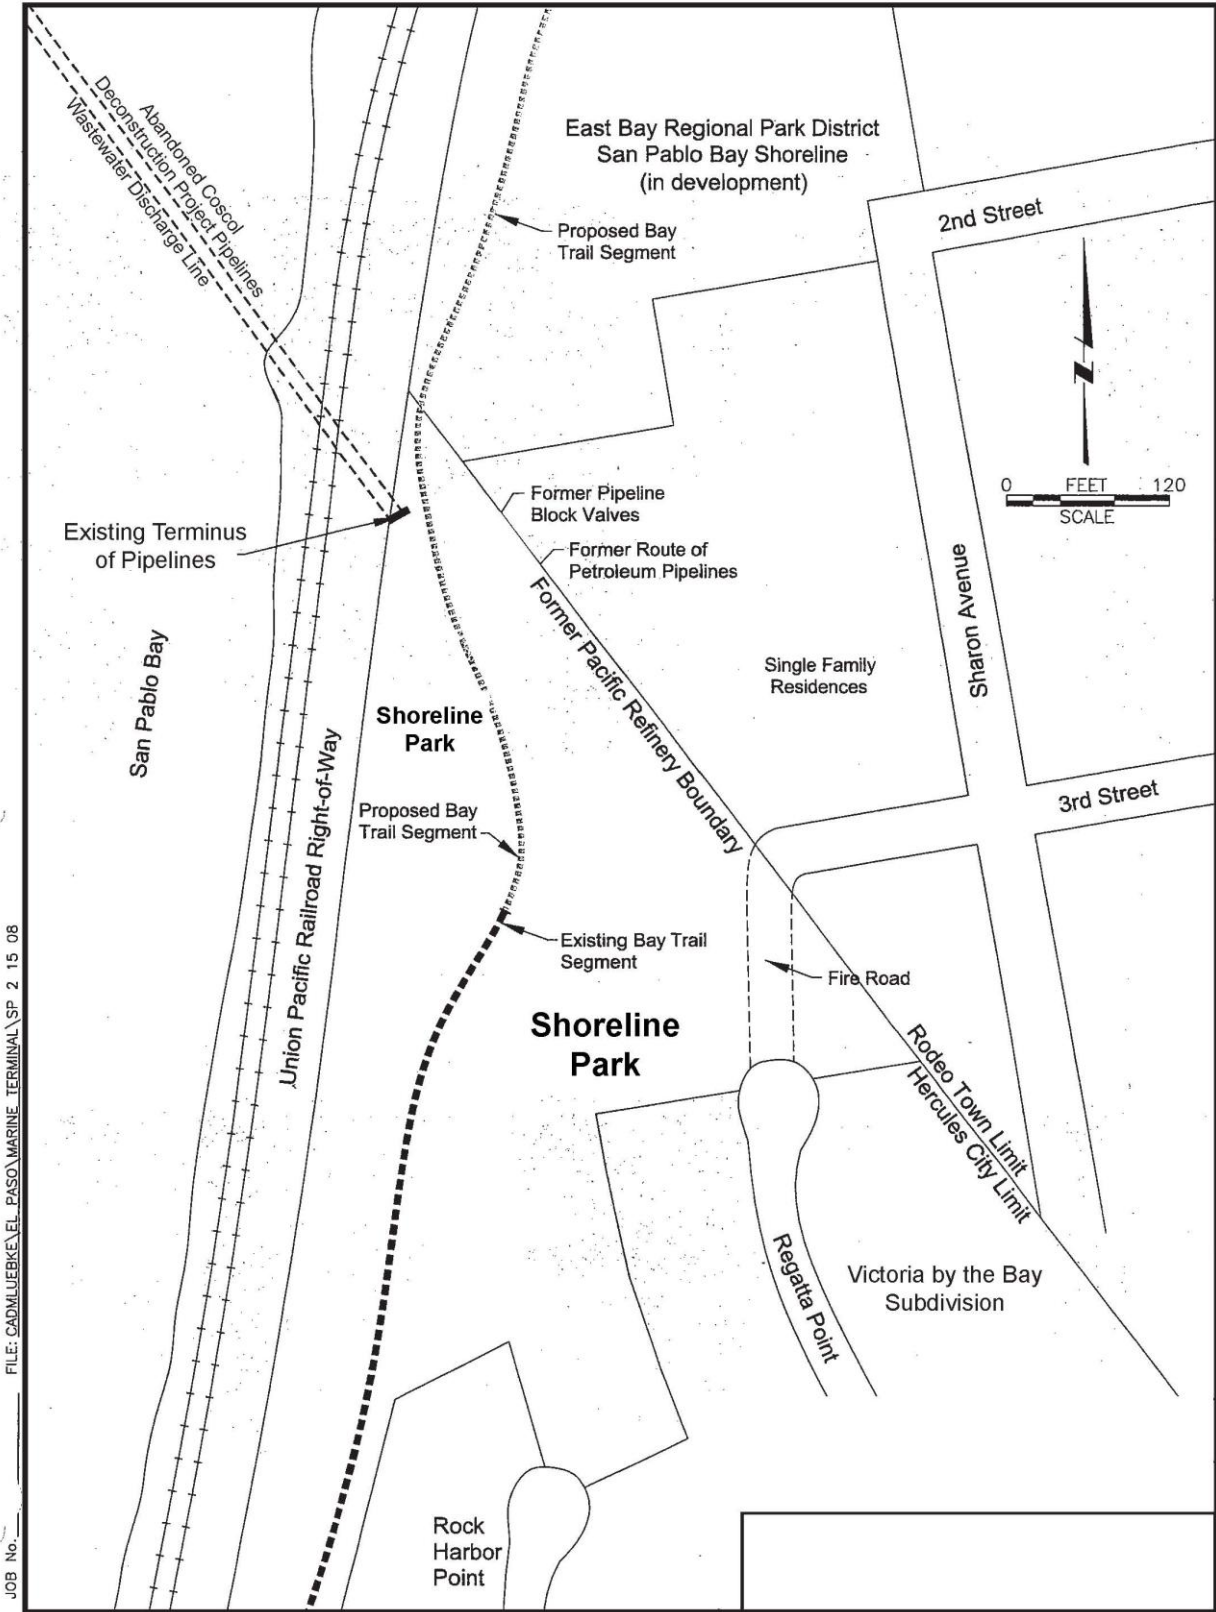 Abandoned Coscol
Deconstruction Project Pipelines
Wastewater Discharge Line
East Bay Regional Park District
San Pablo Bay Shoreline
(in development)
2nd Street
Proposed Bay
Trail Segment
N
0 FEET 120
SCALE
Former Pipeline
Block Valves
Existing Terminus
of Pipelines
Former Route of
Petroleum Pipelines
Former Pacific Refinery Boundary
Sharon Avenue
San Pablo Bay
Single Family
Residences
Shoreline
Park
Union Pacific Railroad Right-of-Way
Proposed Bay
Trail Segment
3rd Street
Existing Bay Trail
Segment
Fire Road
Shoreline
Park
Rodeo Town Limit
Hercules City Limit
Regatta Point
Victoria by the Bay
Subdivision
Rock
Harbor
Point
JOB No. FILE: CADMLUEBKE\EL PASO\MARINE TERMINAL\SP 2 15 08